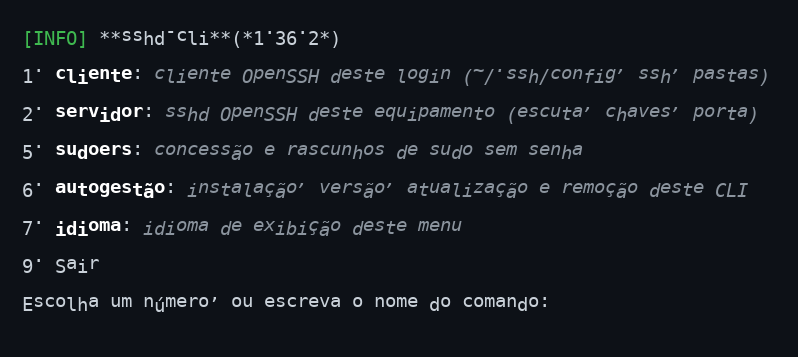 [INFO] **sshd-cli**(*1.36.2*)
1. cliente: cliente OpenSSH deste login (~/.ssh/config, ssh, pastas)
2. servidor: sshd OpenSSH deste equipamento (escuta, chaves, porta)
5. sudoers: concessão e rascunhos de sudo sem senha
6. autogestão: instalação, versão, atualização e remoção deste CLI
7. idioma: idioma de exibição deste menu
9. Sair
Escolha um número, ou escreva o nome do comando: